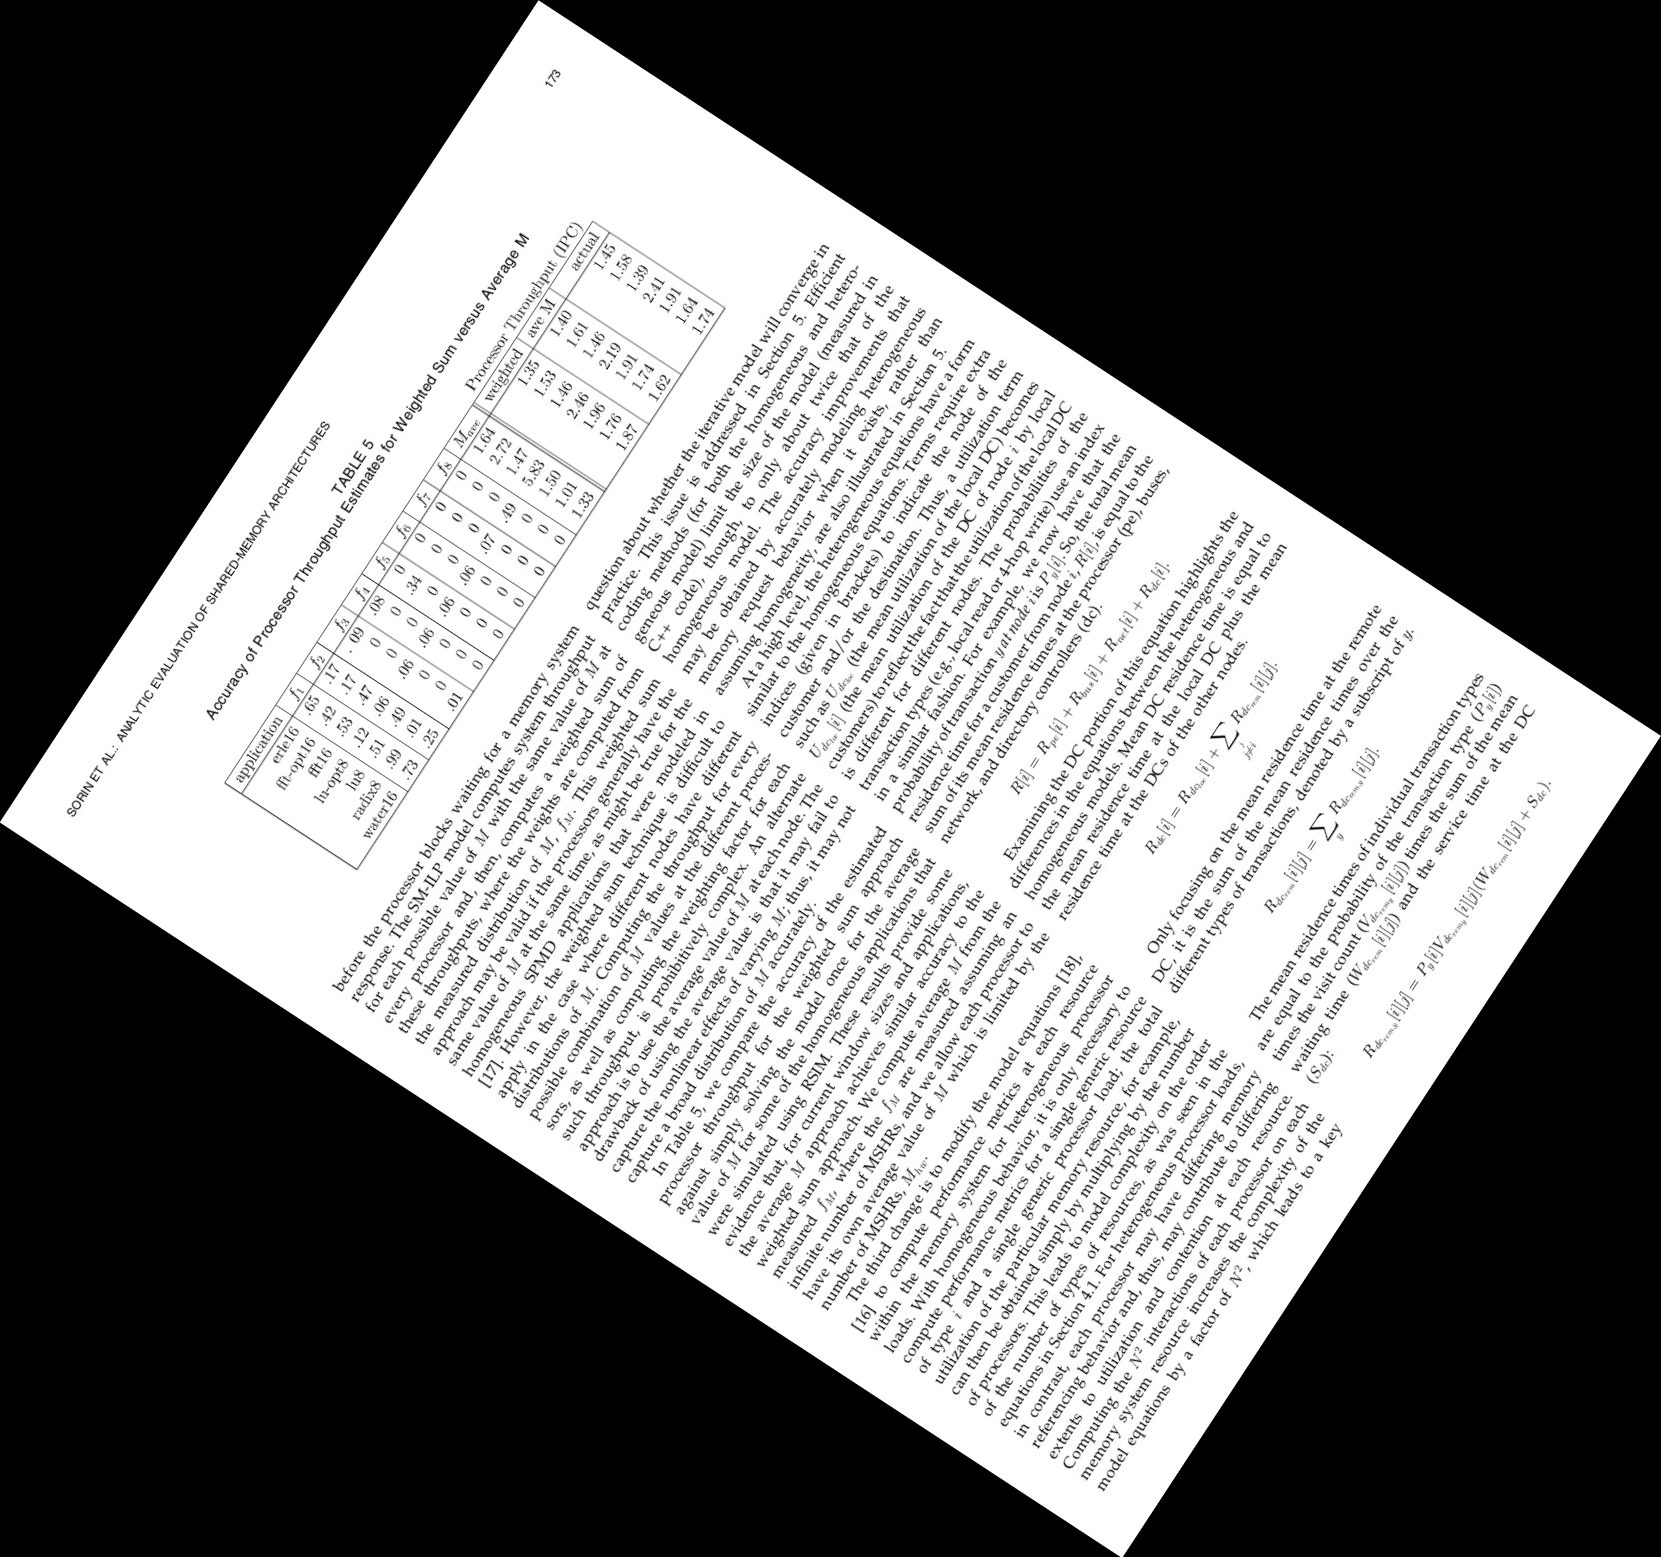 SORIN ET AL.: ANALYTIC EVALUATION OF SHARED-MEMORY ARCHITECTURES
173
TABLE 5
Accuracy of Processor Throughput Estimates for Weighted Sum versus Average M
Processor Throughput (IPC)
application f₁ f₂ f₃ f₄ f₅ f₆ f₇ f₈ M_ave weighted ave M actual
erle16 .65 .17 .09 .08 0 0 0 0 1.64 1.35 1.40 1.45
fft-opt16 .42 .17 0 0 .34 0 0 0 2.72 1.53 1.61 1.58
fft16 .53 .47 0 0 0 0 0 0 1.47 1.46 1.46 1.39
lu-opt8 .12 .06 .06 .06 .06 .06 .07 .49 5.83 2.46 2.19 2.41
lu8 .51 .49 0 0 0 0 0 0 1.50 1.96 1.91 1.91
radix8 .99 .01 0 0 0 0 0 0 1.01 1.76 1.74 1.64
water16 .73 .25 .01 0 0 0 0 0 1.33 1.87 1.62 1.74
before the processor blocks waiting for a memory system
response. The SM-ILP model computes system throughput
for each possible value of M with the same value of M at
every processor and, then, computes a weighted sum of
these throughputs, where the weights are computed from
the measured distribution of M, f_M. This weighted sum
approach may be valid if the processors generally have the
same value of M at the same time, as might be true for the
homogeneous SPMD applications that were modeled in
[17]. However, the weighted sum technique is difficult to
apply in the case where different nodes have different
distributions of M. Computing the throughput for every
possible combination of M values at the different proces-
sors, as well as computing the weighting factor for each
such throughput, is prohibitively complex. An alternate
approach is to use the average value of M at each node. The
drawback of using the average value is that it may fail to
capture the nonlinear effects of varying M; thus, it may not
capture a broad distribution of M accurately.
In Table 5, we compare the accuracy of the estimated
processor throughput for the weighted sum approach
against simply solving the model once for the average
value of M for some of the homogeneous applications that
were simulated using RSIM. These results provide some
evidence that, for current window sizes and applications,
the average M approach achieves similar accuracy to the
weighted sum approach. We compute average M from the
measured f_M, where the f_M are measured assuming an
infinite number of MSHRs, and we allow each processor to
have its own average value of M which is limited by the
number of MSHRs, M_hw.
The third change is to modify the model equations [18],
[16] to compute performance metrics at each resource
within the memory system for heterogeneous processor
loads. With homogeneous behavior, it is only necessary to
compute performance metrics for a single generic resource
of type i and a single generic processor load; the total
utilization of the particular memory resource, for example,
can then be obtained simply by multiplying by the number
of processors. This leads to model complexity on the order
of the number of types of resources, as was seen in the
equations in Section 4.1. For heterogeneous processor loads,
in contrast, each processor may have differing memory
referencing behavior and, thus, may contribute to differing
extents to utilization and contention at each resource.
Computing the N² interactions of each processor on each
memory system resource increases the complexity of the
model equations by a factor of N², which leads to a key
question about whether the iterative model will converge in
practice. This issue is addressed in Section 5. Efficient
coding methods (for both the homogeneous and hetero-
geneous model) limit the size of the model (measured in
C++ code), though, to only about twice that of the
homogeneous model. The accuracy improvements that
may be obtained by accurately modeling heterogeneous
memory request behavior when it exists, rather than
assuming homogeneity, are also illustrated in Section 5.
At a high level, the heterogeneous equations have a form
similar to the homogeneous equations. Terms require extra
indices (given in brackets) to indicate the node of the
customer and/or the destination. Thus, a utilization term
such as U_{dc_{loc}} (the mean utilization of the local DC) becomes
U_{dc_{loc}}[i] (the mean utilization of the DC of node i by local
customers) to reflect the fact that the utilization of the local DC
is different for different nodes. The probabilities of the
transaction types (e.g., local read or 4-hop write) use an index
in a similar fashion. For example, we now have that the
probability of transaction y at node i is P_y[i]. So, the total mean
residence time for a customer from node i, R[i], is equal to the
sum of its mean residence times at the processor (pe), buses,
network, and directory controllers (dc).
R[i] = R_{pe}[i] + R_{bus}[i] + R_{net}[i] + R_{dc}[i].
Examining the DC portion of this equation highlights the
differences in the equations between the heterogeneous and
homogeneous models. Mean DC residence time is equal to
the mean residence time at the local DC plus the mean
residence time at the DCs of the other nodes.
R_{dc}[i] = R_{dc_{loc}}[i] + ∑_{j,j≠i} R_{dc_{rem}}[i][j].
Only focusing on the mean residence time at the remote
DC, it is the sum of the mean residence times over the
different types of transactions, denoted by a subscript of y.
R_{dc_{rem}}[i][j] = ∑_y R_{dc_{rem,y}}[i][j].
The mean residence times of individual transaction types
are equal to the probability of the transaction type (P_y[i])
times the visit count (V_{dc_{rem,y}}[i][j]) times the sum of the mean
waiting time (W_{dc_{rem}}[i][j]) and the service time at the DC
(S_{dc}):
R_{dc_{rem,y}}[i][j] = P_y[i]V_{dc_{rem,y}}[i][j](W_{dc_{rem}}[i][j] + S_{dc}).